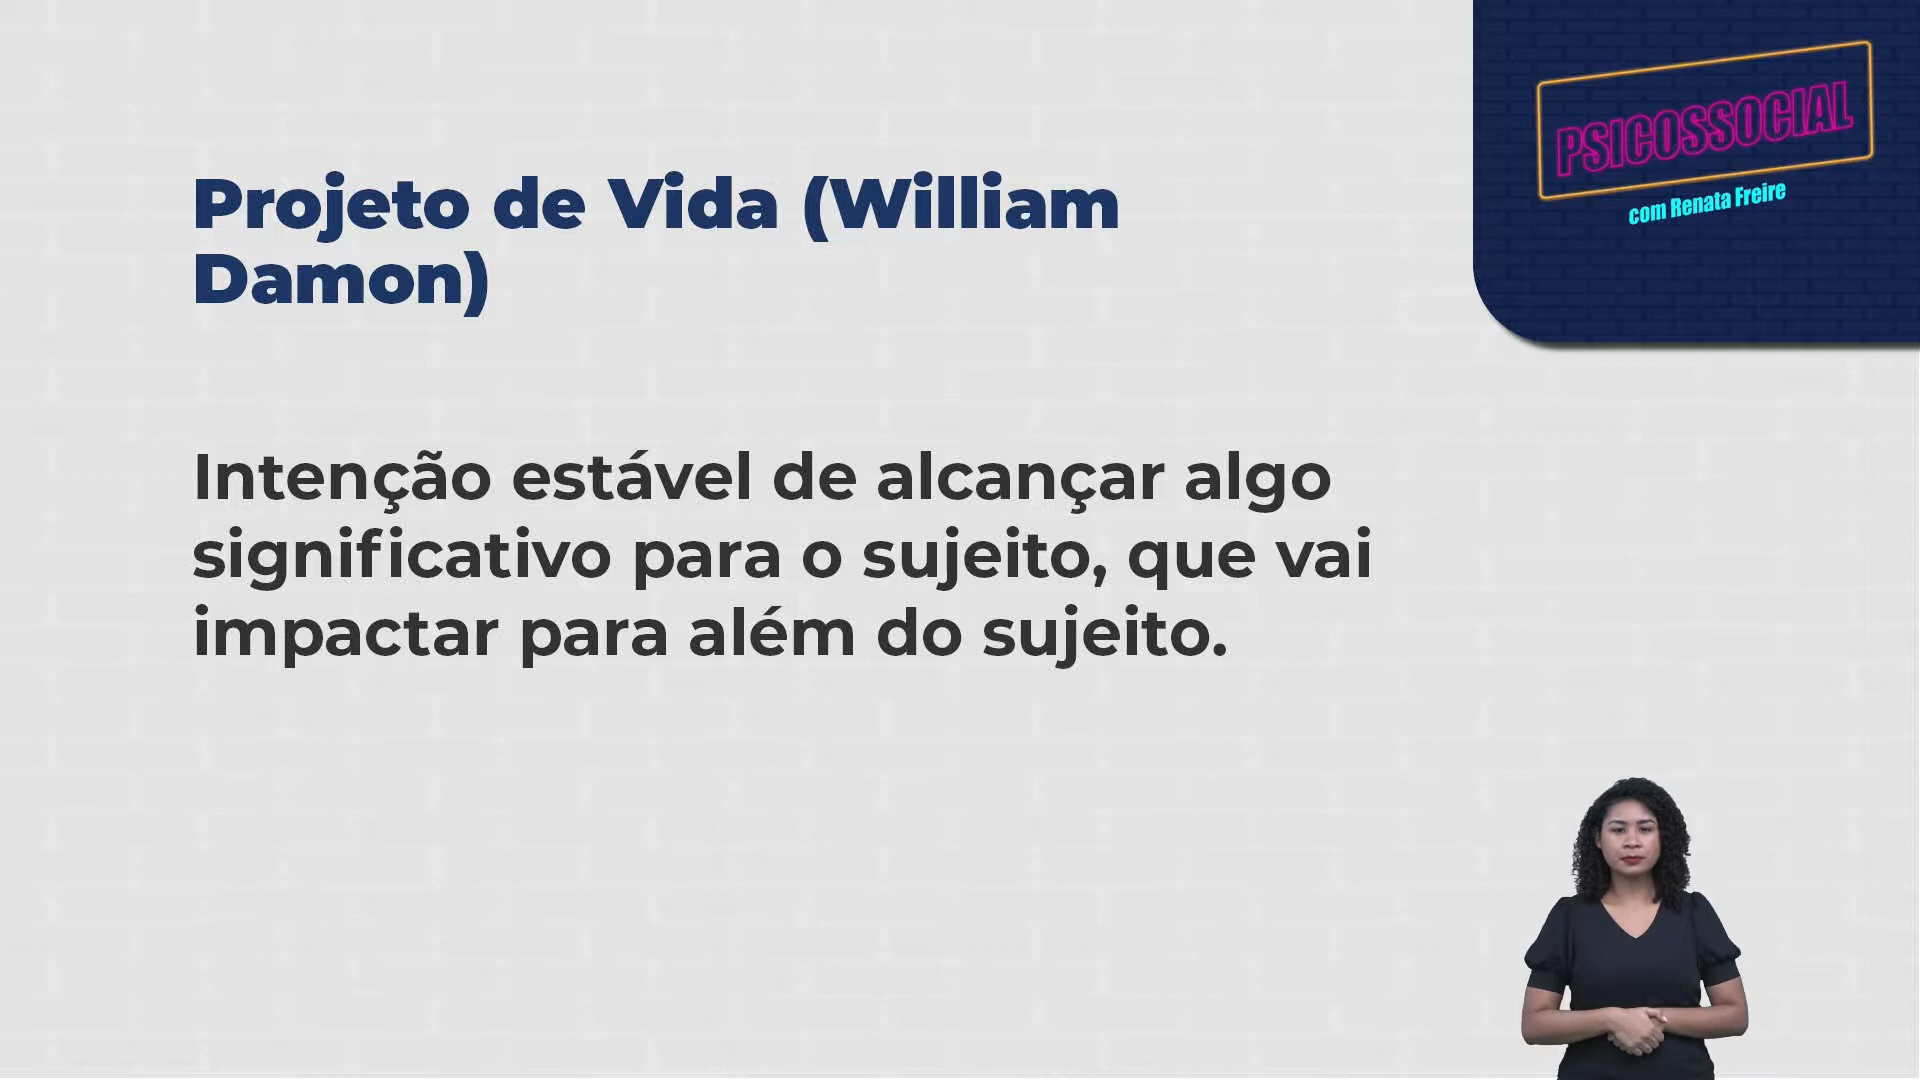 PSICOSSOCIAL
com Renata Freire
Projeto de Vida (William
Damon)
Intenção estável de alcançar algo
significativo para o sujeito, que vai
impactar para além do sujeito.